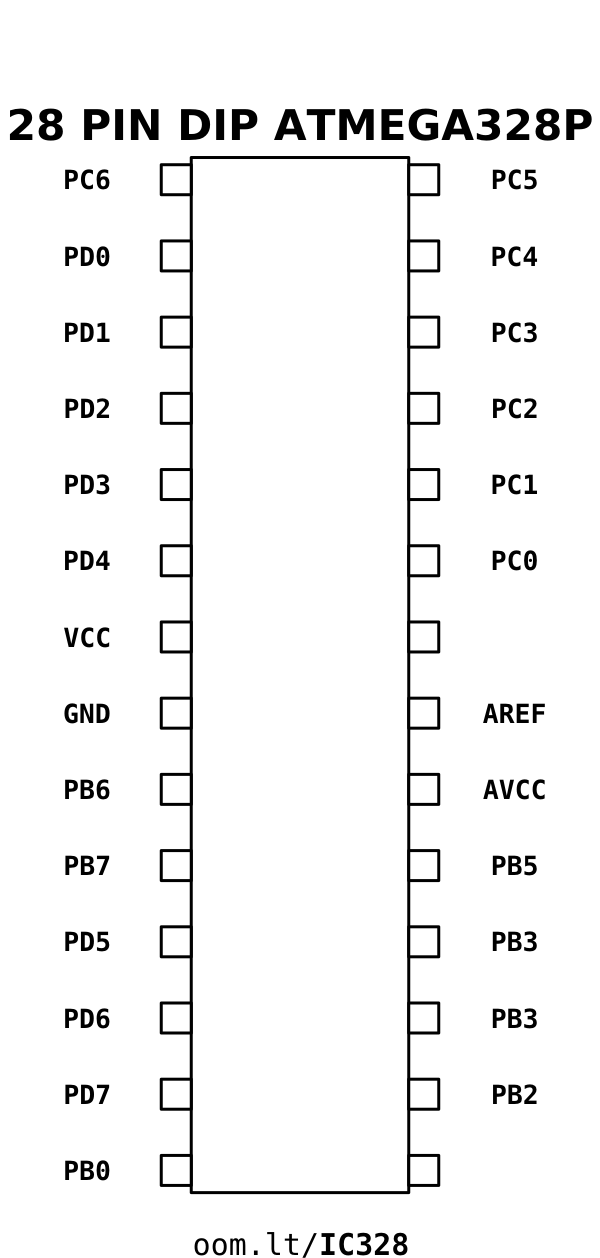 28 PIN DIP ATMEGA328P
PC6 PC5
PD0 PC4
PD1 PC3
PD2 PC2
PD3 PC1
PD4 PC0
VCC
GND AREF
PB6 AVCC
PB7 PB5
PD5 PB3
PD6 PB3
PD7 PB2
PB0
oom.lt/IC328